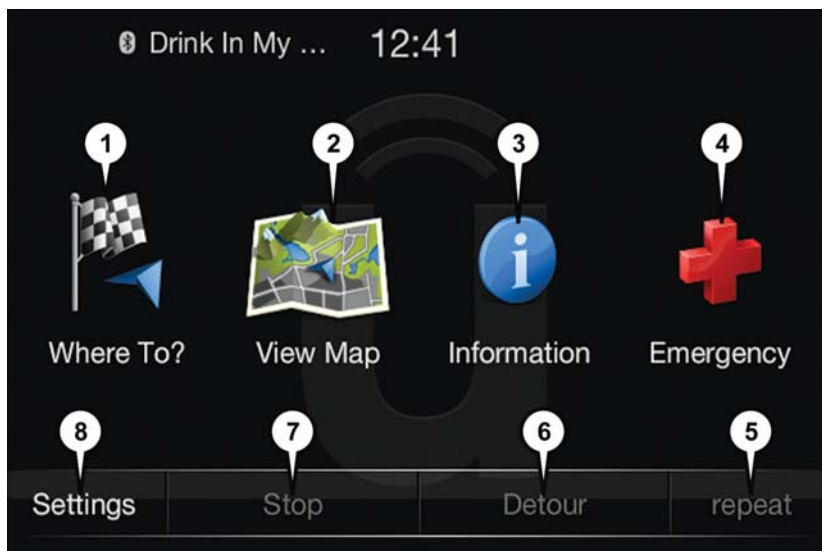 Drink In My ... 12:41
1 2 3 4
Where To? View Map Information Emergency
8 7 6 5
Settings Stop Detour repeat